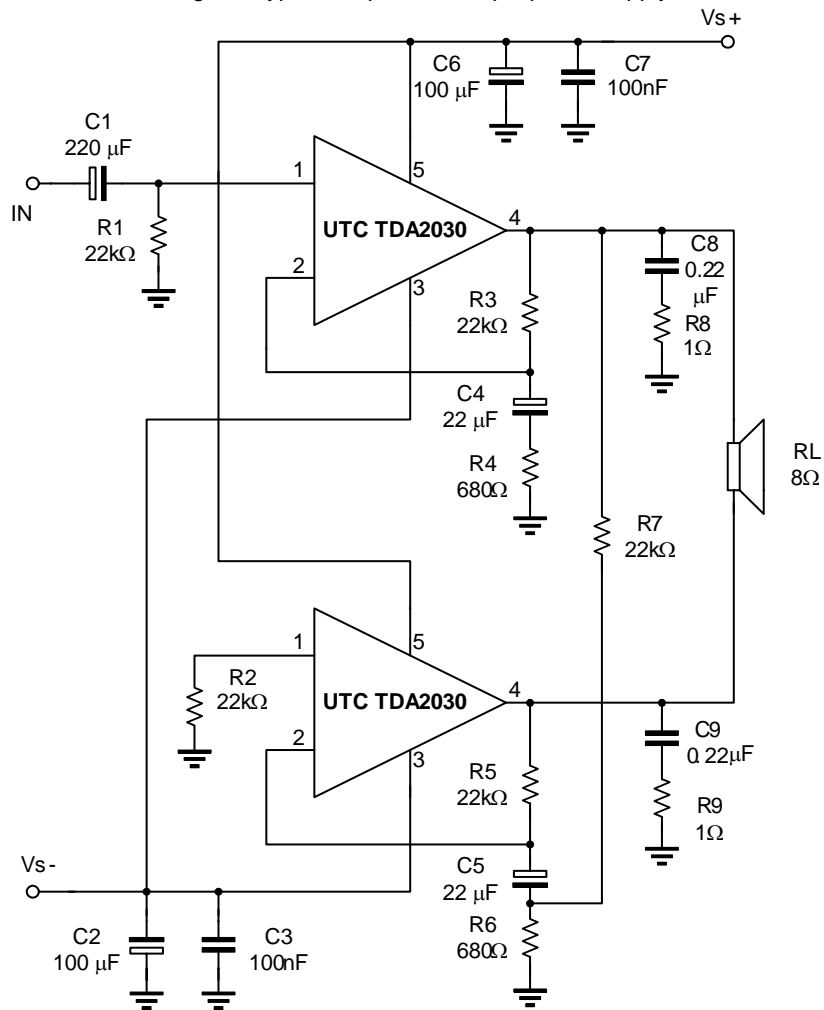 Vs+
C6
100 µF
C7
100nF
C1
220 µF
IN
R1
22kΩ
1
5
UTC TDA2030
4
2
3
R3
22kΩ
C8
0.22
µF
R8
1Ω
C4
22 µF
R4
680Ω
RL
8Ω
R7
22kΩ
R2
22kΩ
1
5
UTC TDA2030
4
2
3
R5
22kΩ
C9
0.22µF
R9
1Ω
Vs-
C5
22 µF
R6
680Ω
C2
100 µF
C3
100nF